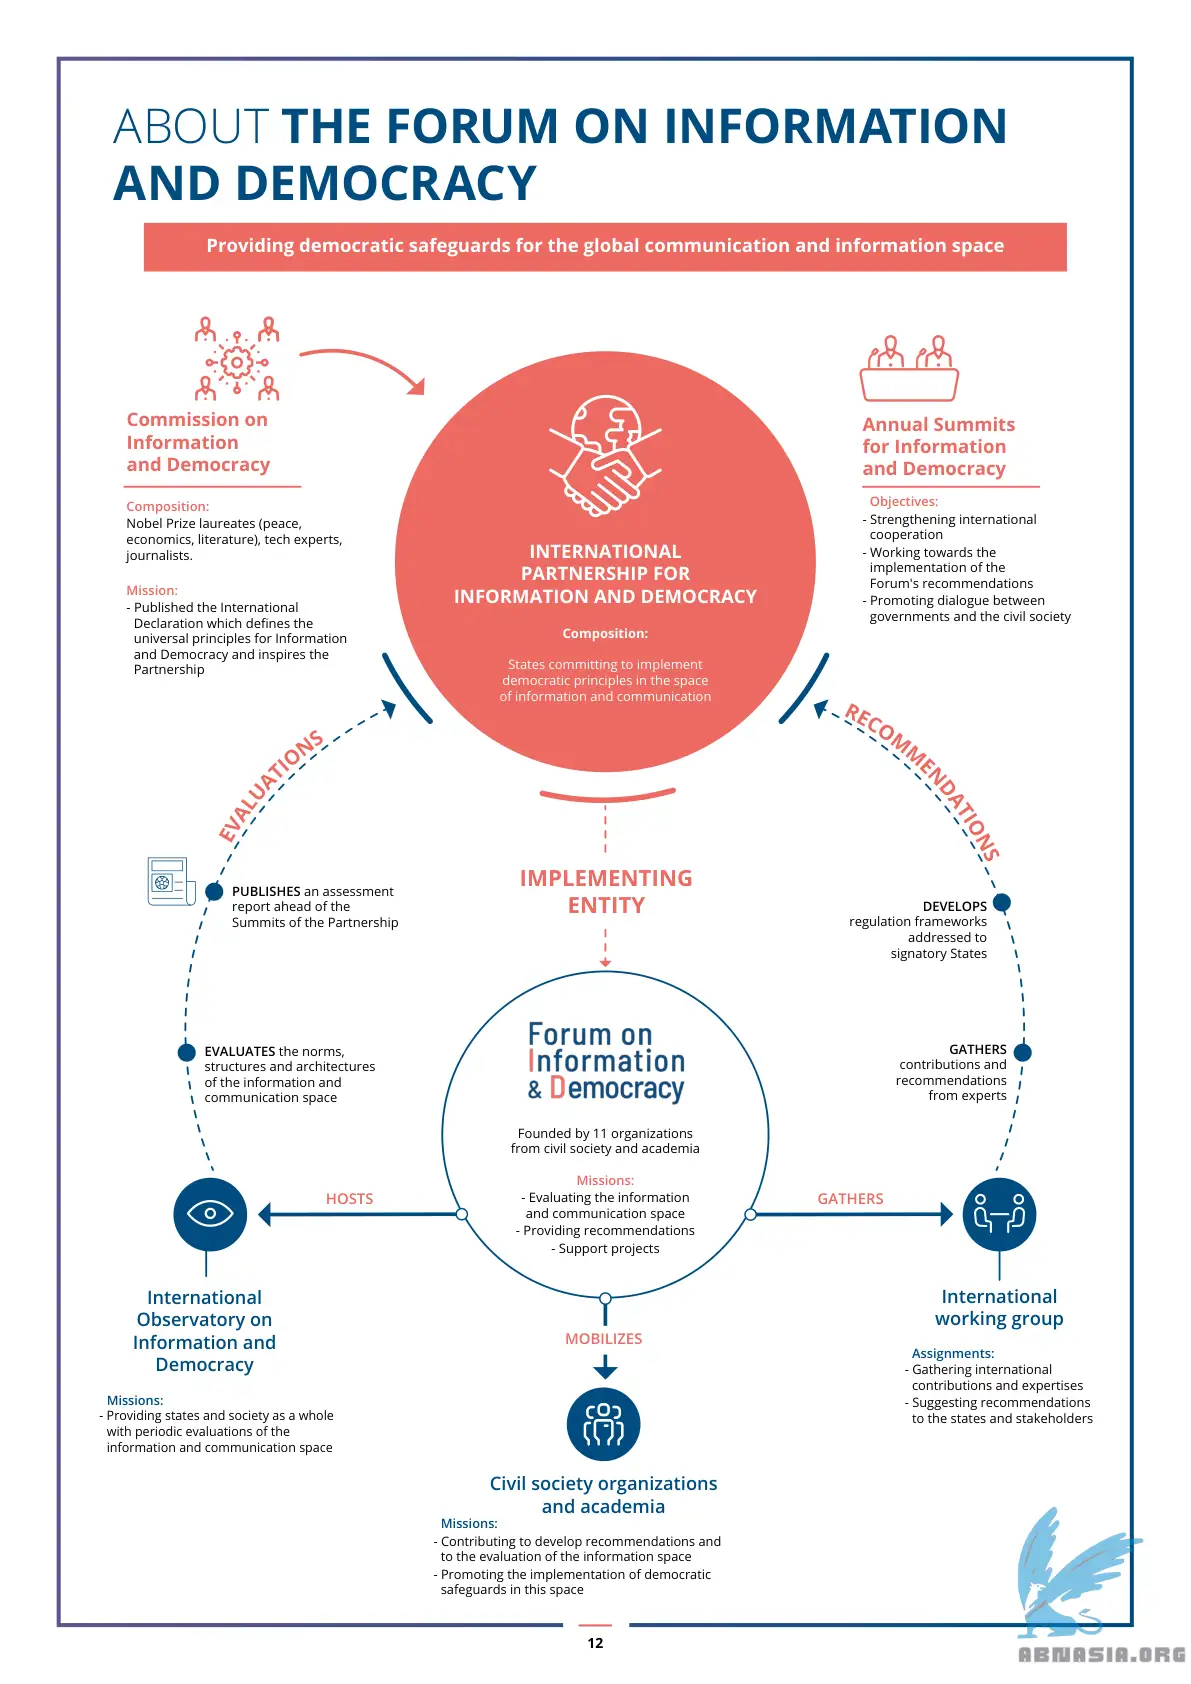 ABOUT THE FORUM ON INFORMATION
AND DEMOCRACY
Providing democratic safeguards for the global communication and information space
Commission on
Information
and Democracy
Composition:
Nobel Prize laureates (peace,
economics, literature), tech experts,
journalists.
Mission:
- Published the International
Declaration which defines the
universal principles for Information
and Democracy and inspires the
Partnership
INTERNATIONAL
PARTNERSHIP FOR
INFORMATION AND DEMOCRACY
Composition:
States committing to implement
democratic principles in the space
of information and communication
Annual Summits
for Information
and Democracy
Objectives:
- Strengthening international
cooperation
- Working towards the
implementation of the
Forum's recommendations
- Promoting dialogue between
governments and the civil society
EVALUATIONS
RECOMMENDATIONS
PUBLISHES an assessment
report ahead of the
Summits of the Partnership
IMPLEMENTING
ENTITY
DEVELOPS
regulation frameworks
addressed to
signatory States
EVALUATES the norms,
structures and architectures
of the information and
communication space
Forum on
Information
& Democracy
Founded by 11 organizations
from civil society and academia
Missions:
- Evaluating the information
and communication space
- Providing recommendations
- Support projects
GATHERS
contributions and
recommendations
from experts
HOSTS
GATHERS
International
Observatory on
Information and
Democracy
Missions:
- Providing states and society as a whole
with periodic evaluations of the
information and communication space
MOBILIZES
International
working group
Assignments:
- Gathering international
contributions and expertises
- Suggesting recommendations
to the states and stakeholders
Civil society organizations
and academia
Missions:
- Contributing to develop recommendations and
to the evaluation of the information space
- Promoting the implementation of democratic
safeguards in this space
12
ABNASIA.ORG